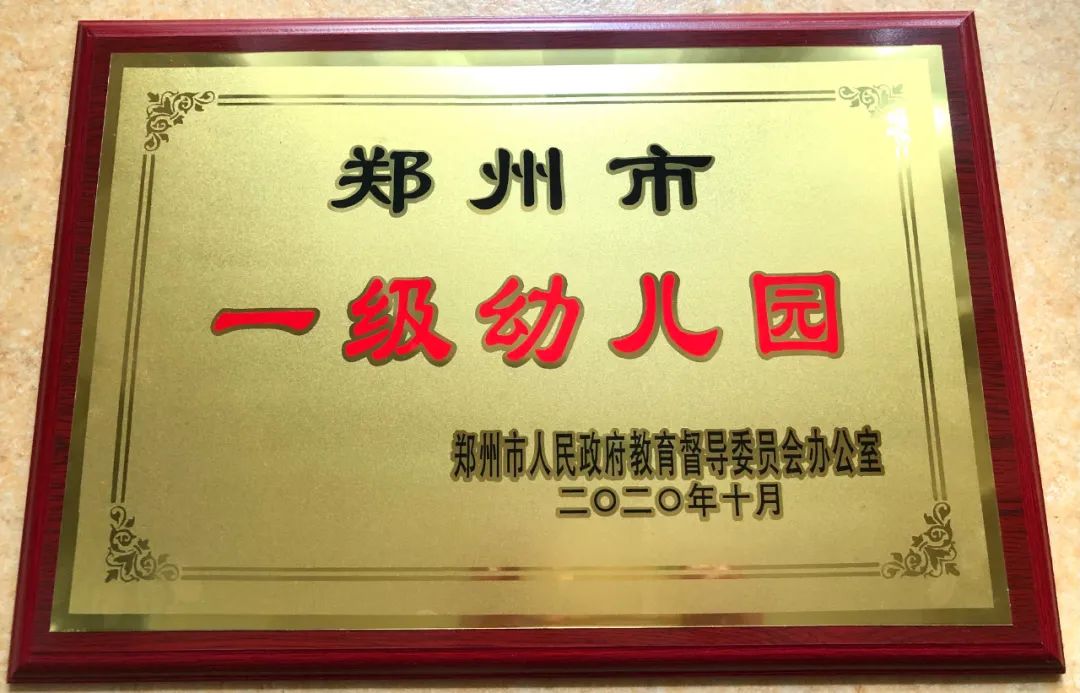 郑州市
一级幼儿园
郑州市人民政府教育督导委员会办公室
二〇二〇年十月